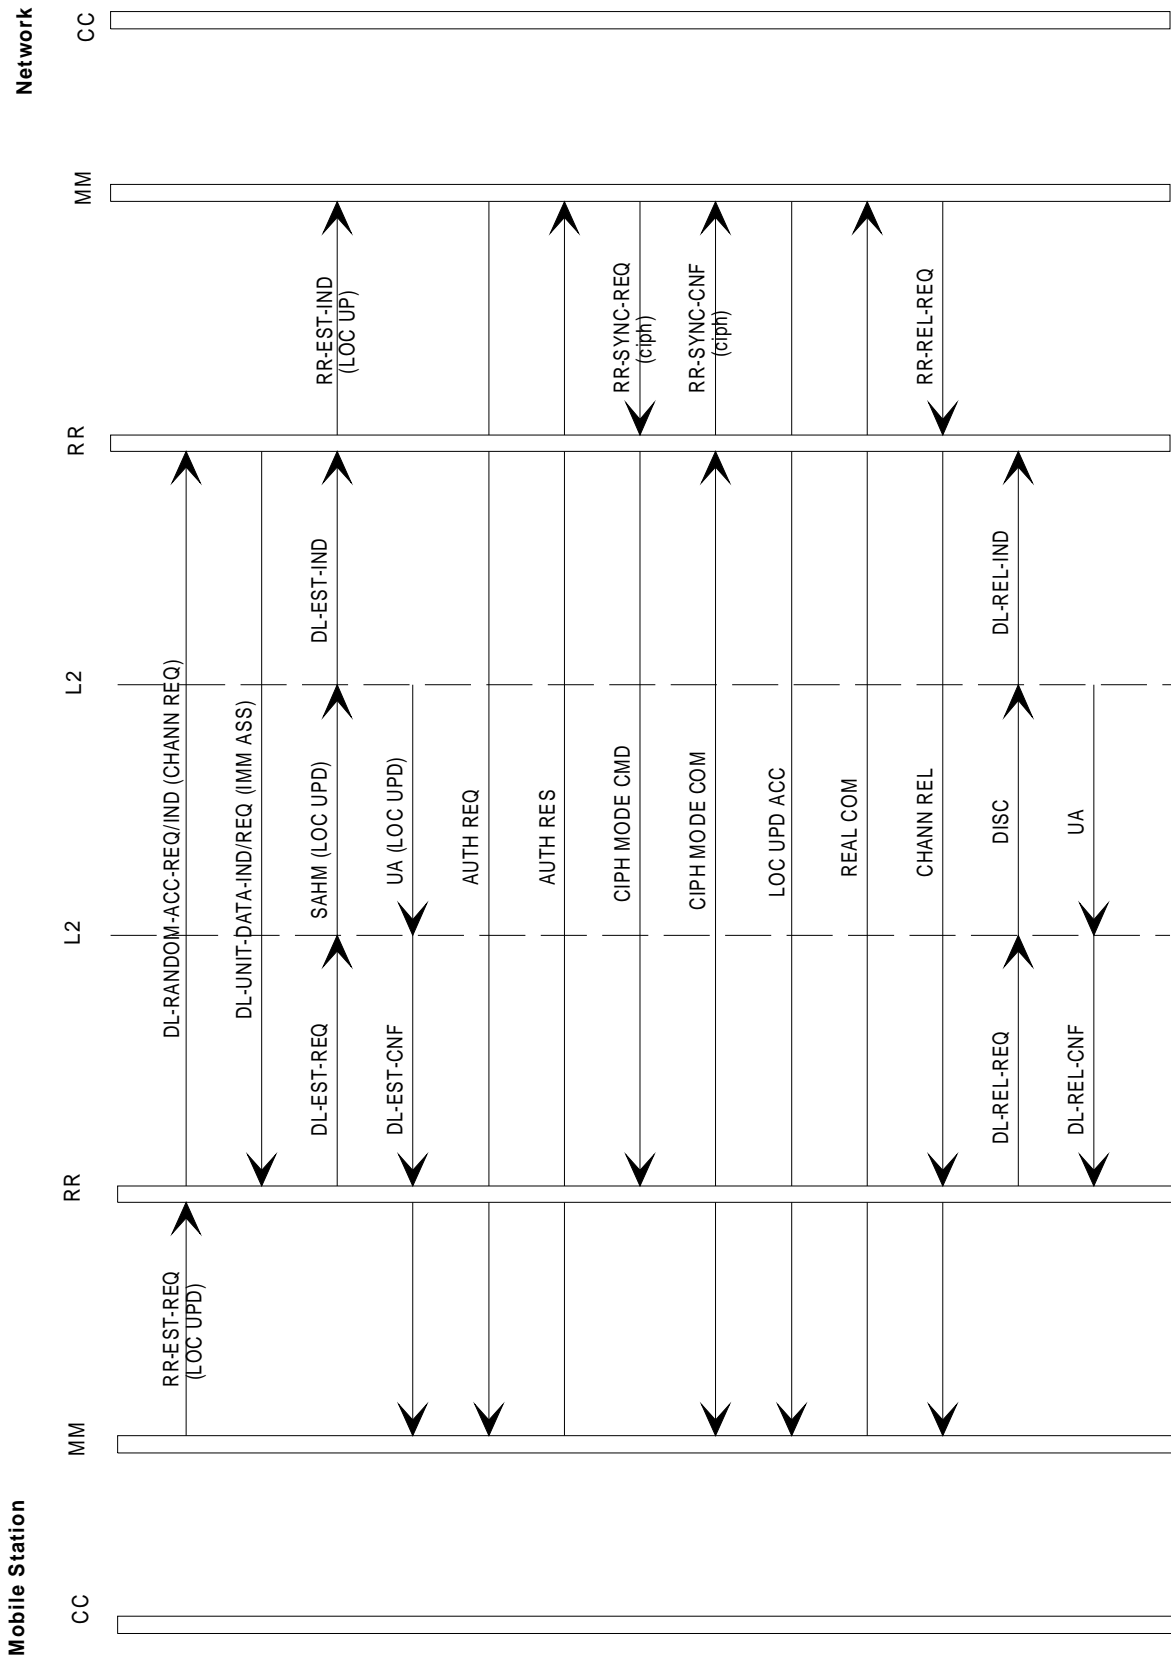 Mobile Station
Network
CC
MM
RR
L2
L2
RR
MM
CC
RR-EST-REQ
(LOC UPD)
DL-RANDOM-ACC-REQ/IND (CHANN REQ)
DL-UNIT-DATA-IND/REQ (IMM ASS)
DL-EST-REQ
SAHM (LOC UPD)
DL-EST-IND
RR-EST-IND
(LOC UP)
DL-EST-CNF
UA (LOC UPD)
AUTH REQ
AUTH RES
CIPH MODE CMD
RR-SYNC-REQ
(ciph)
CIPH MODE COM
RR-SYNC-CNF
(ciph)
LOC UPD ACC
REAL COM
CHANN REL
RR-REL-REQ
DL-REL-REQ
DISC
DL-REL-IND
DL-REL-CNF
UA